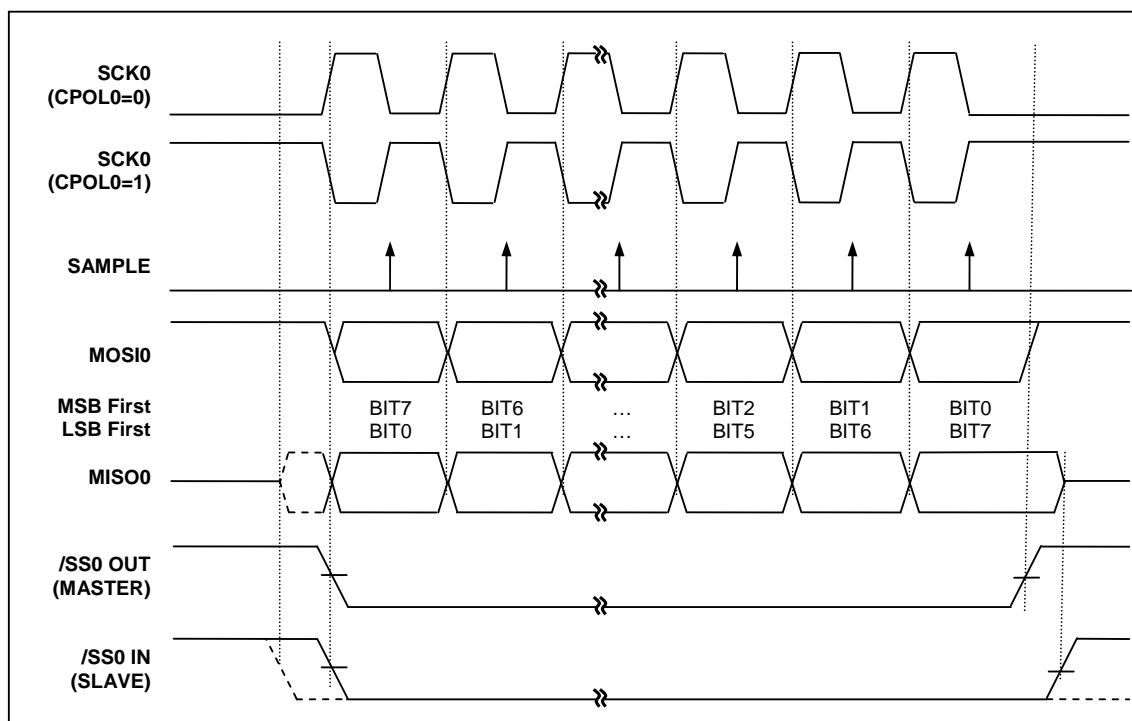 SCK0
(CPOL0=0)
SCK0
(CPOL0=1)
SAMPLE
MOSI0
MSB First BIT7 BIT6 … BIT2 BIT1 BIT0
LSB First BIT0 BIT1 … BIT5 BIT6 BIT7
MISO0
/SS0 OUT
(MASTER)
/SS0 IN
(SLAVE)